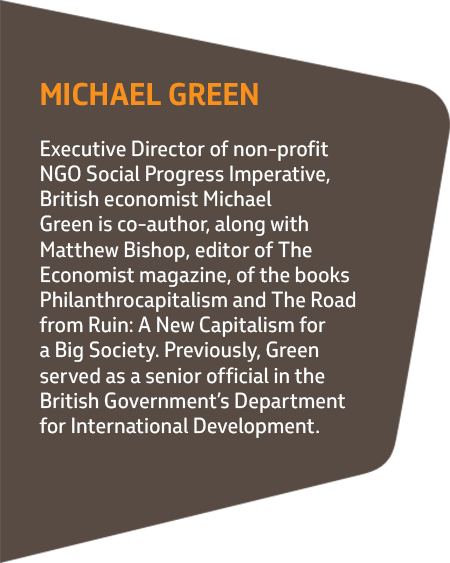 MICHAEL GREEN
Executive Director of non-profit
NGO Social Progress Imperative,
British economist Michael
Green is co-author, along with
Matthew Bishop, editor of The
Economist magazine, of the books
Philanthrocapitalism and The Road
from Ruin: A New Capitalism for
a Big Society. Previously, Green
served as a senior official in the
British Government’s Department
for International Development.